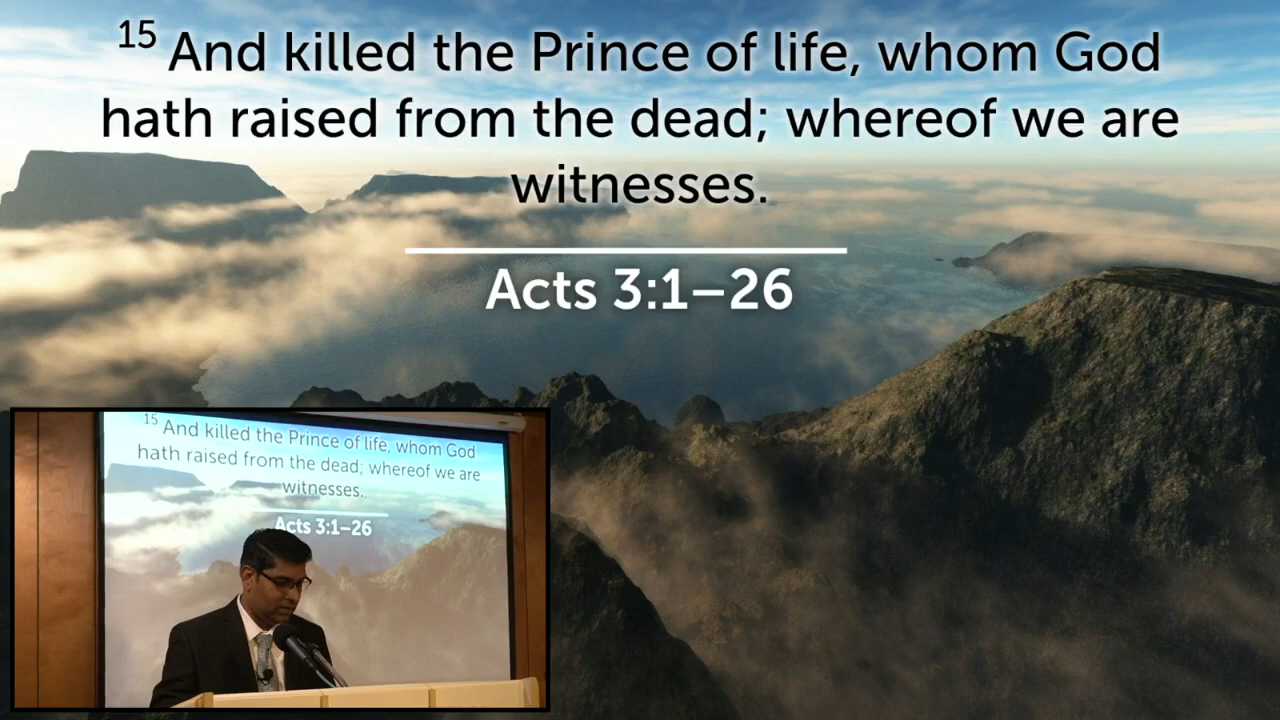 15 And killed the Prince of life, whom God
hath raised from the dead; whereof we are
witnesses.
Acts 3:1–26
15 And killed the Prince of life, whom God
hath raised from the dead; whereof we are
witnesses.
Acts 3:1–26